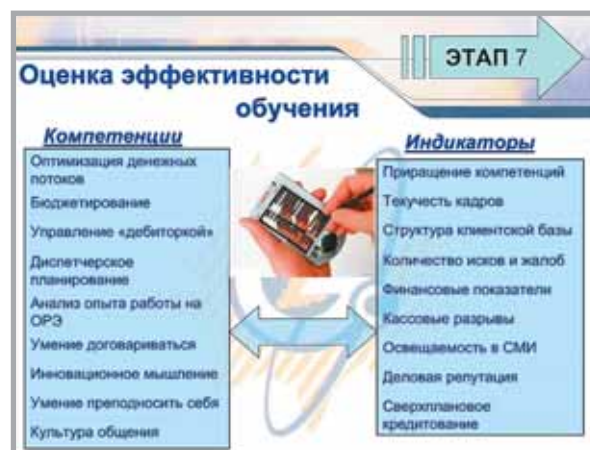 ЭТАП 7
Оценка эффективности
обучения
Компетенции
Оптимизация денежных
потоков
Бюджетирование
Управление «дебиторкой»
Диспетчерское
планирование
Анализ опыта работы на
ОРЭ
Умение договариваться
Инновационное мышление
Умение преподносить себя
Культура общения
Индикаторы
Приращение компетенций
Текучесть кадров
Структура клиентской базы
Количество исков и жалоб
Финансовые показатели
Кассовые разрывы
Освещаемость в СМИ
Деловая репутация
Сверхплановое
кредитование